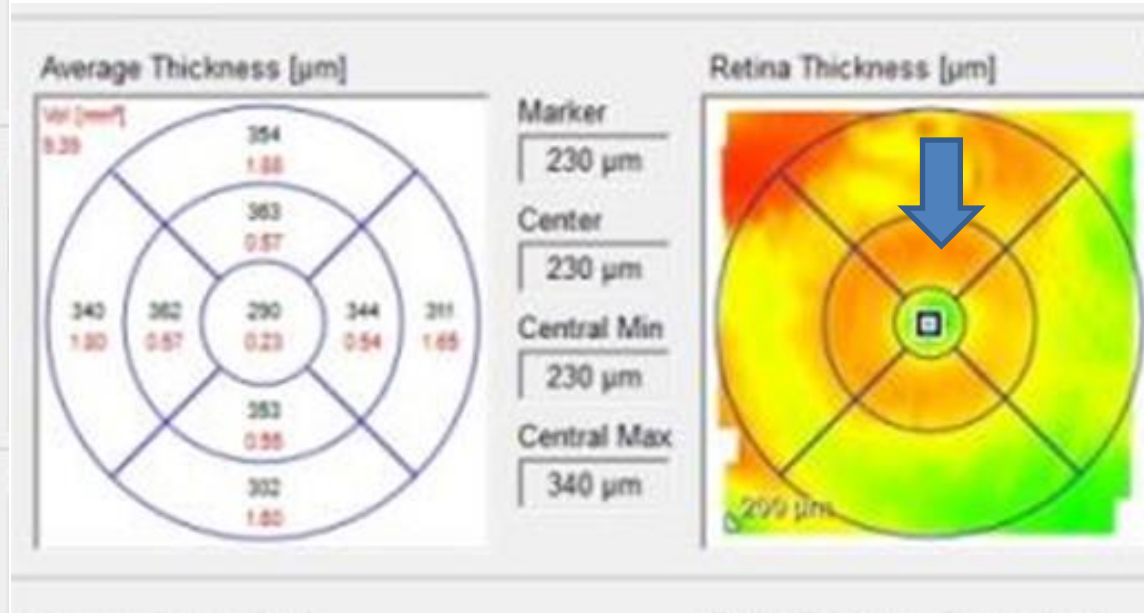 Average Thickness [µm]
Retina Thickness [µm]
Vol [mm³]
354
1.88
363
0.57
340 362 290 344 311
1.80 0.57 0.23 0.54 1.65
353
0.55
302
1.60
Marker
230 µm
Center
230 µm
Central Min
230 µm
Central Max
340 µm
200 µm